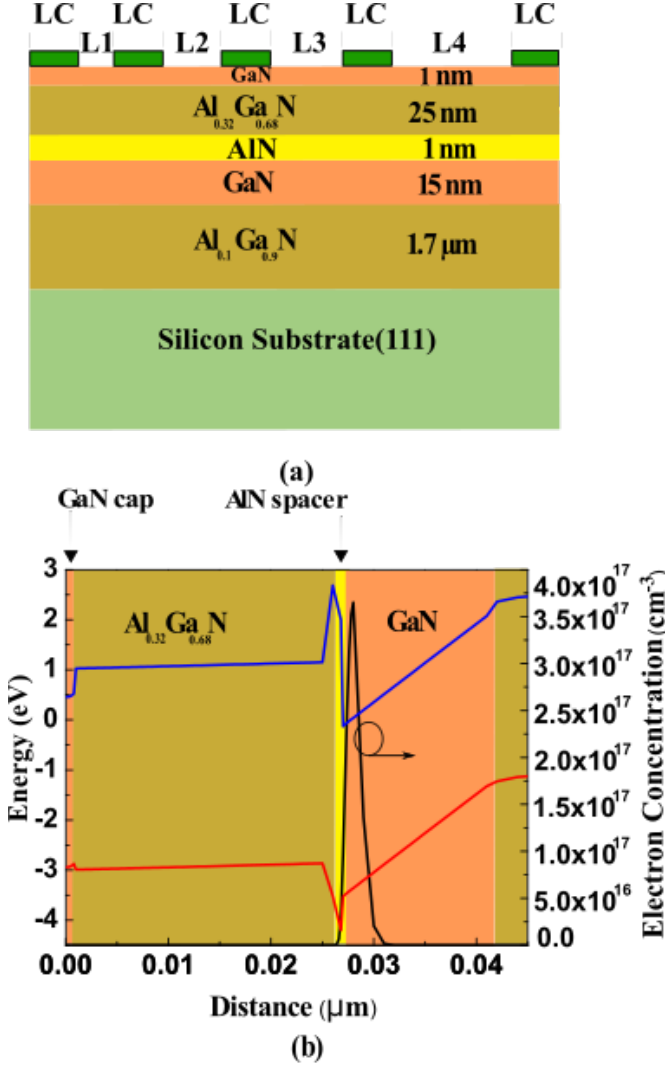 LC LC LC LC LC
L1 L2 L3 L4
GaN 1 nm
Al0.32Ga0.68N 25 nm
AlN 1 nm
GaN 15 nm
Al0.1Ga0.9N 1.7 μm
Silicon Substrate(111)
(a)
GaN cap AlN spacer
Al0.32Ga0.68N GaN
Energy (eV)
3
2
1
0
-1
-2
-3
-4
4.0x10^17
3.5x10^17
3.0x10^17
2.5x10^17
1.8x10^17
1.5x10^17
1.0x10^17
5.0x10^16
0.0
Electron Concentration(cm^-3)
0.00 0.01 0.02 0.03 0.04
Distance (μm)
(b)